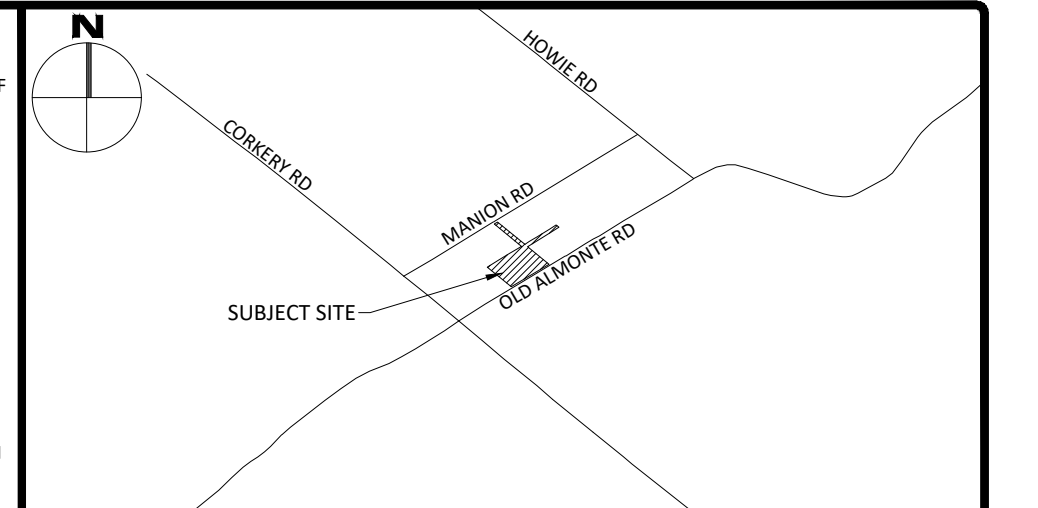 N
HOWIE RD
CORKERY RD
MANION RD
OLD ALMONTE RD
SUBJECT SITE